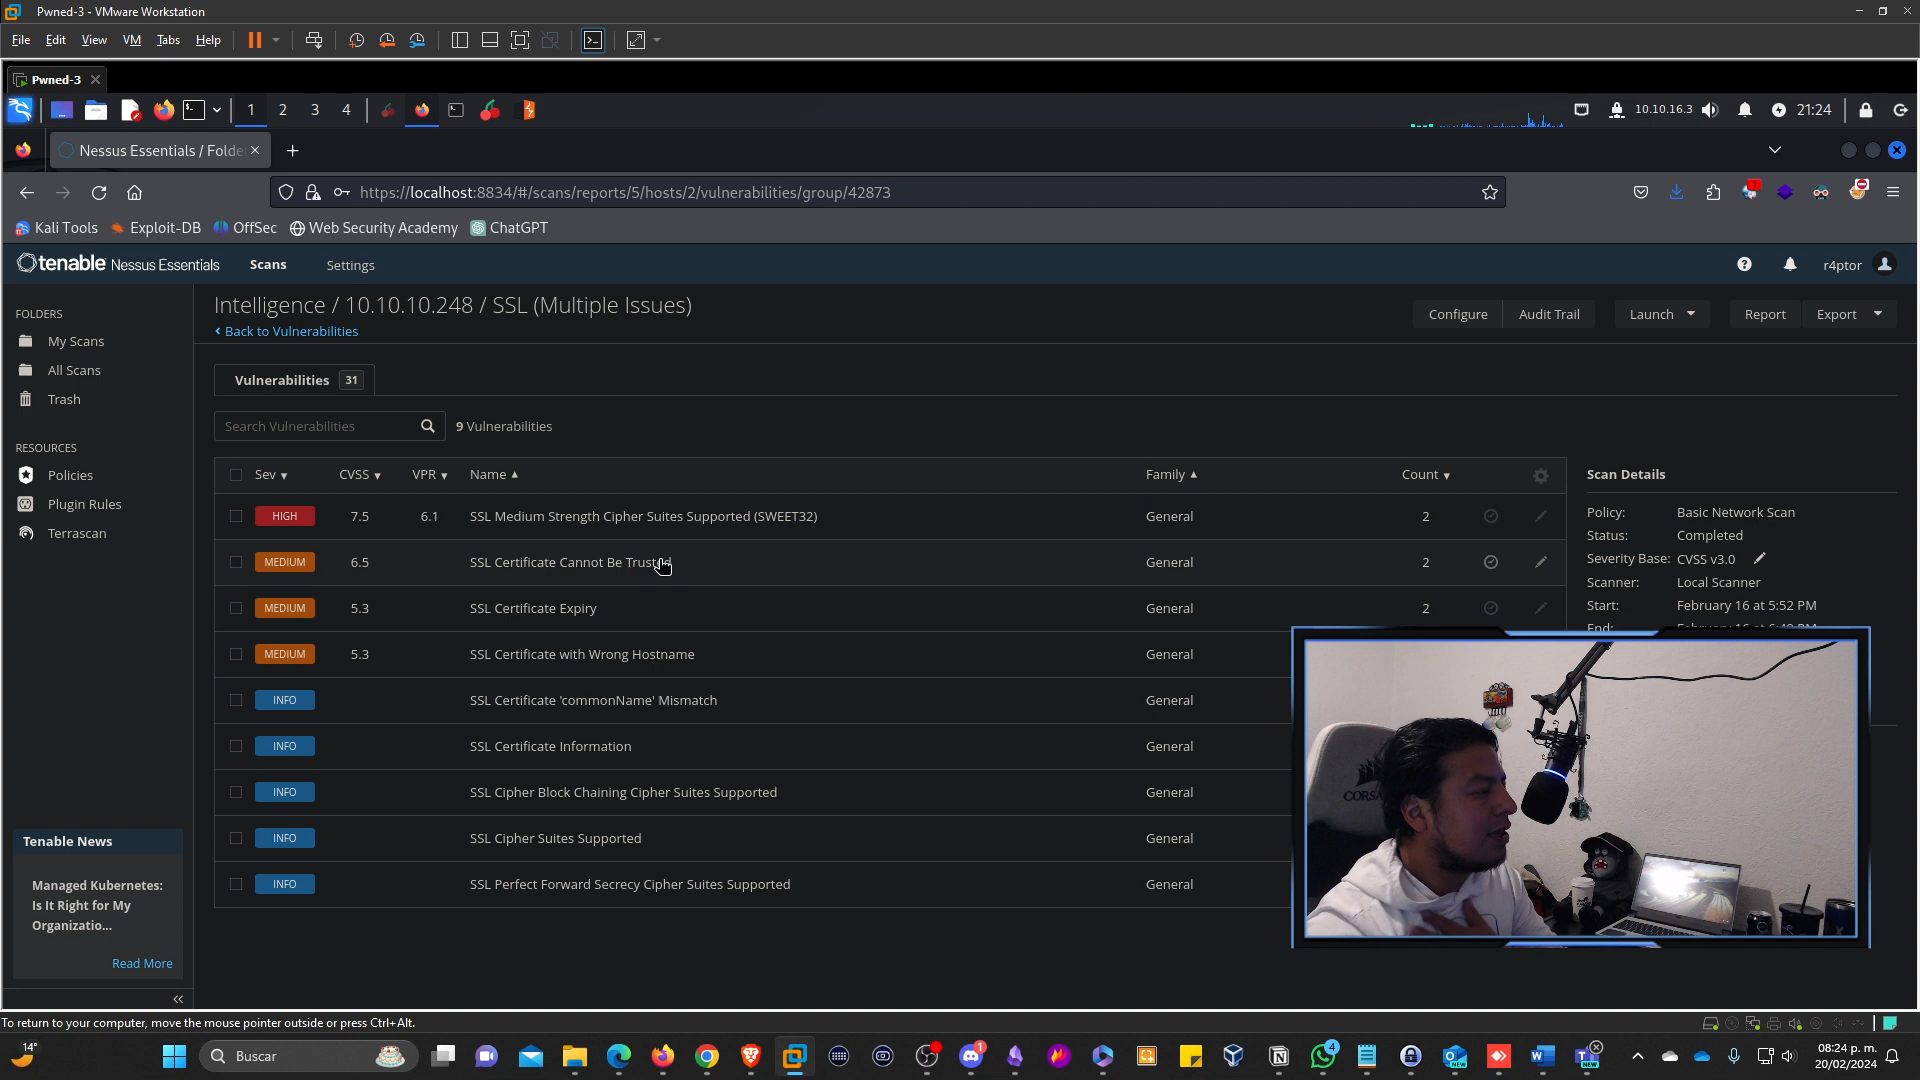 Pwned-3 - VMware Workstation
File Edit View VM Tabs Help
Pwned-3
1 2 3 4
10.10.16.3
21:24
Nessus Essentials / Folde
https://localhost:8834/#/scans/reports/5/hosts/2/vulnerabilities/group/42873
Kali Tools Exploit-DB OffSec Web Security Academy ChatGPT
tenable Nessus Essentials Scans Settings
r4ptor
FOLDERS
My Scans
All Scans
Trash
RESOURCES
Policies
Plugin Rules
Terrascan
Tenable News
Managed Kubernetes:
Is It Right for My
Organizatio...
Read More
Intelligence / 10.10.10.248 / SSL (Multiple Issues)
Back to Vulnerabilities
Configure Audit Trail Launch Report Export
Vulnerabilities 31
Search Vulnerabilities
9 Vulnerabilities
Sev CVSS VPR Name Family Count
HIGH 7.5 6.1 SSL Medium Strength Cipher Suites Supported (SWEET32) General 2
MEDIUM 6.5 SSL Certificate Cannot Be Trusted General 2
MEDIUM 5.3 SSL Certificate Expiry General 2
MEDIUM 5.3 SSL Certificate with Wrong Hostname General
INFO SSL Certificate 'commonName' Mismatch General
INFO SSL Certificate Information General
INFO SSL Cipher Block Chaining Cipher Suites Supported General
INFO SSL Cipher Suites Supported General
INFO SSL Perfect Forward Secrecy Cipher Suites Supported General
Scan Details
Policy: Basic Network Scan
Status: Completed
Severity Base: CVSS v3.0
Scanner: Local Scanner
Start: February 16 at 5:52 PM
End:
CORSA
To return to your computer, move the mouse pointer outside or press Ctrl+Alt.
14°
Buscar
08:24 p. m.
20/02/2024